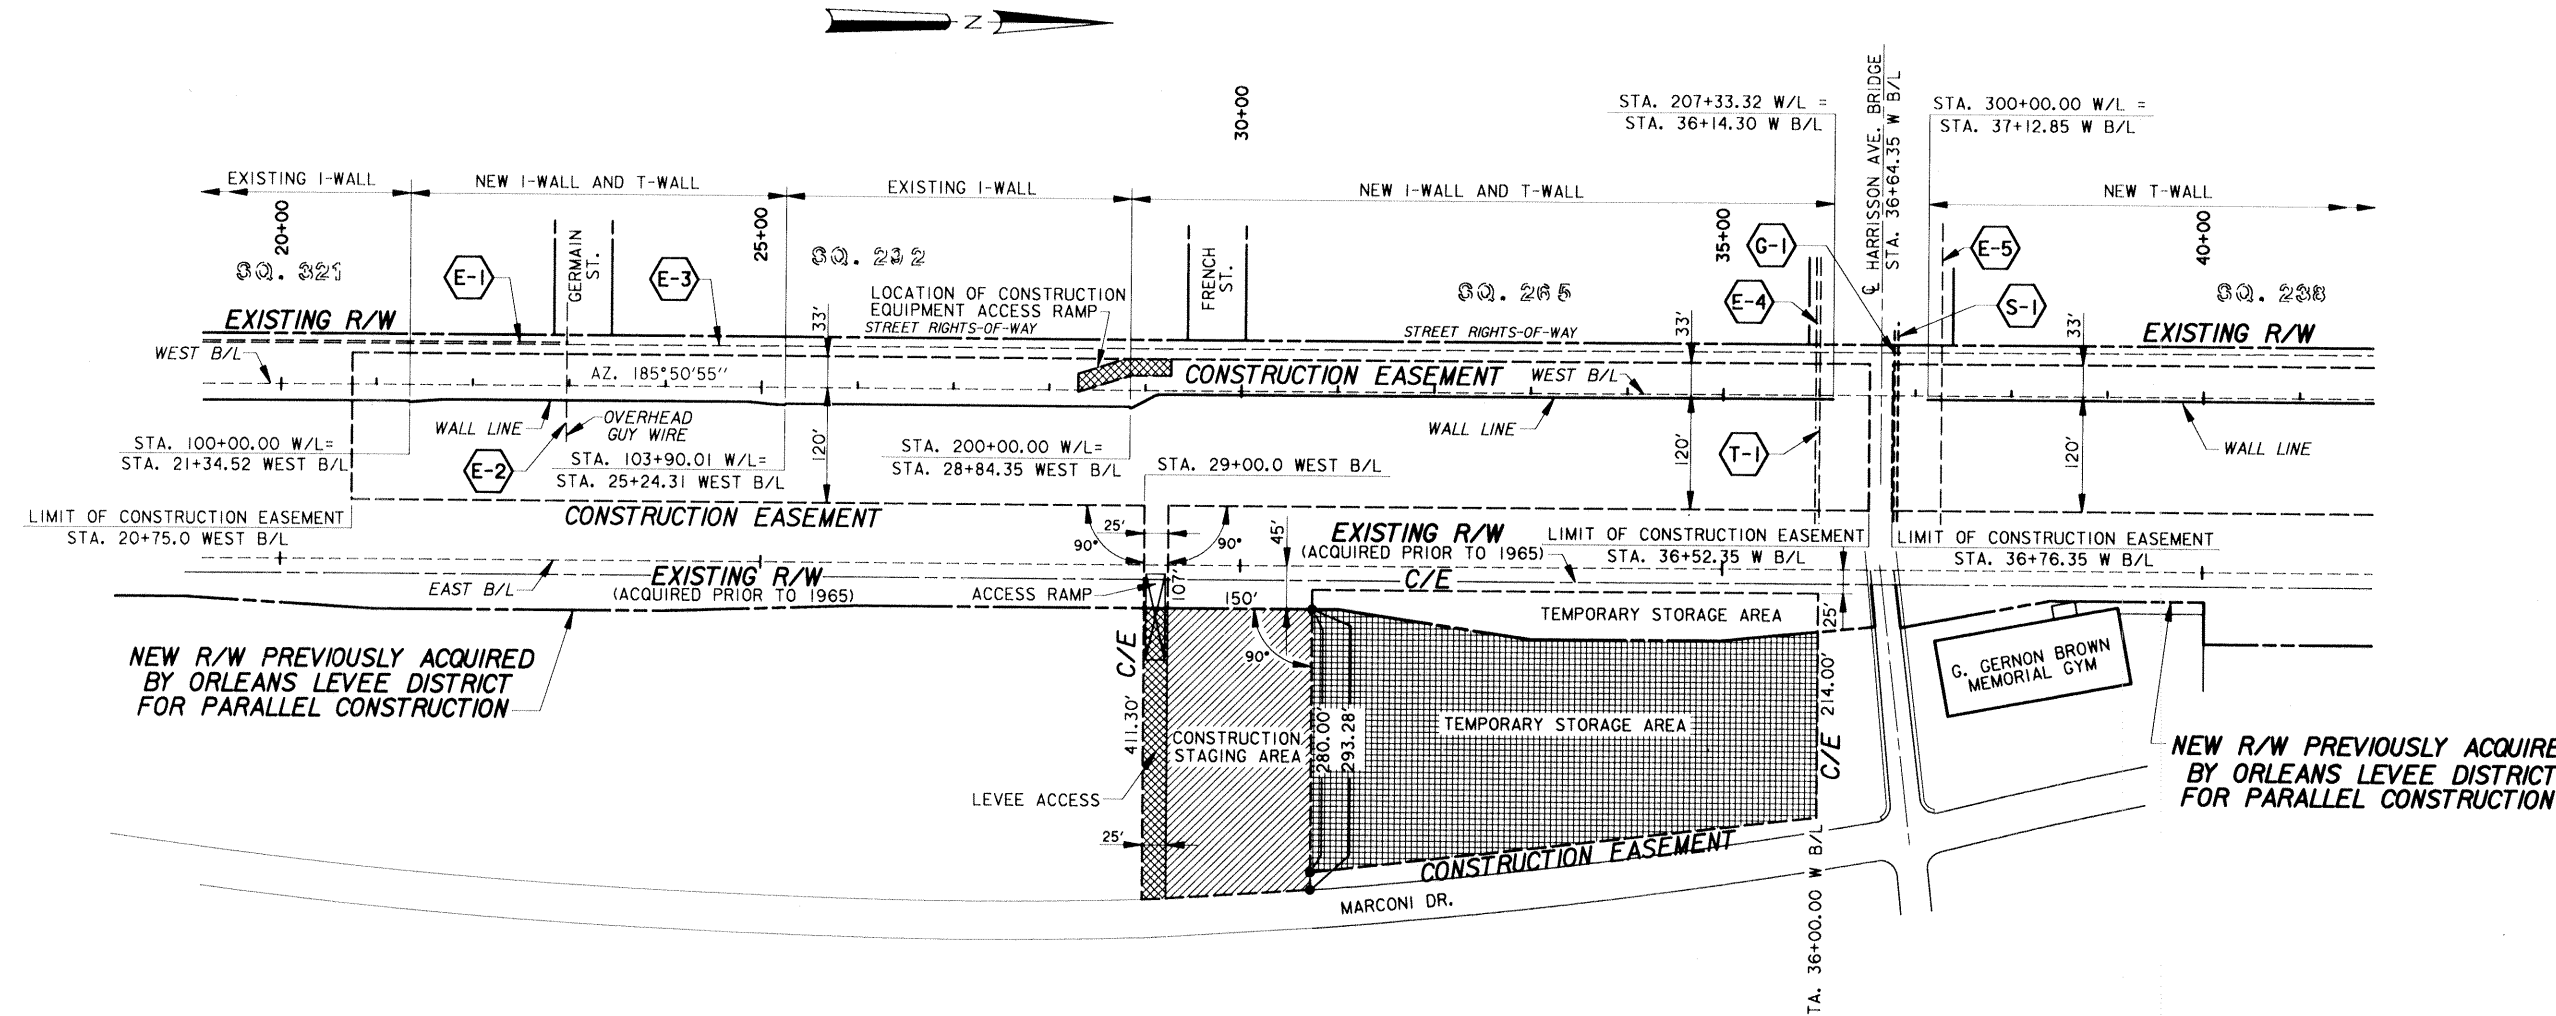 N
30+00
STA. 207+33.32 W/L =
STA. 36+14.30 W B/L
℄ HARRISSON AVE. BRIDGE
STA. 36+64.35 W B/L
STA. 300+00.00 W/L =
STA. 37+12.85 W B/L
EXISTING I-WALL
NEW I-WALL AND T-WALL
EXISTING I-WALL
NEW I-WALL AND T-WALL
NEW T-WALL
20+00
25+00
35+00
40+00
SQ. 321
E-1
GERMAIN
ST.
E-3
SQ. 232
FRENCH
ST.
SQ. 265
G-1
E-4
E-5
S-1
SQ. 238
LOCATION OF CONSTRUCTION
EQUIPMENT ACCESS RAMP
EXISTING R/W
33'
STREET RIGHTS-OF-WAY
STREET RIGHTS-OF-WAY
33'
33'
EXISTING R/W
WEST B/L
AZ. 185°50'55''
CONSTRUCTION EASEMENT
WEST B/L
WALL LINE
OVERHEAD
GUY WIRE
WALL LINE
WALL LINE
STA. 100+00.00 W/L=
STA. 21+34.52 WEST B/L
E-2
STA. 103+90.01 W/L=
STA. 25+24.31 WEST B/L
120'
STA. 200+00.00 W/L=
STA. 28+84.35 WEST B/L
STA. 29+00.0 WEST B/L
120'
T-1
120'
LIMIT OF CONSTRUCTION EASEMENT
STA. 20+75.0 WEST B/L
CONSTRUCTION EASEMENT
25'
90°
90°
45'
EXISTING R/W
(ACQUIRED PRIOR TO 1965)
LIMIT OF CONSTRUCTION EASEMENT
STA. 36+52.35 W B/L
LIMIT OF CONSTRUCTION EASEMENT
STA. 36+76.35 W B/L
EAST B/L
EXISTING R/W
(ACQUIRED PRIOR TO 1965)
ACCESS RAMP
107'
150'
C/E
TEMPORARY STORAGE AREA
25'
NEW R/W PREVIOUSLY ACQUIRED
BY ORLEANS LEVEE DISTRICT
FOR PARALLEL CONSTRUCTION
C/E
90°
G. GERNON BROWN
MEMORIAL GYM
411.30'
CONSTRUCTION
STAGING AREA
280.00'
293.28'
TEMPORARY STORAGE AREA
C/E 214.00'
NEW R/W PREVIOUSLY ACQUIRE
BY ORLEANS LEVEE DISTRICT
FOR PARALLEL CONSTRUCTION
LEVEE ACCESS
25'
CONSTRUCTION EASEMENT
MARCONI DR.
TA. 36+00.00 W B/L